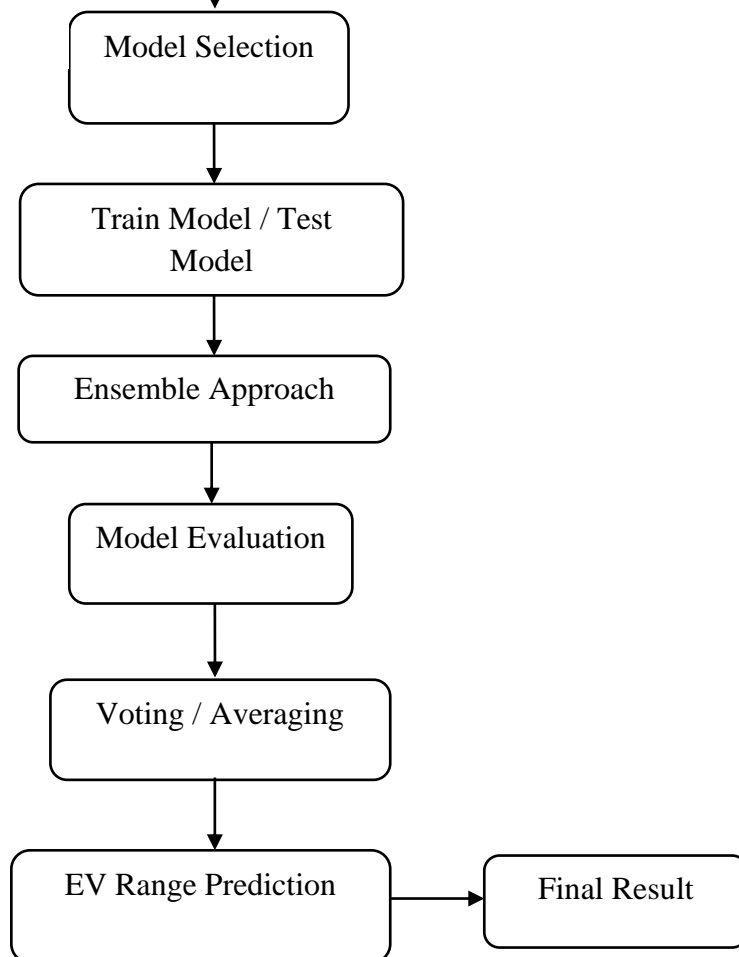 Model Selection
Train Model / Test
Model
Ensemble Approach
Model Evaluation
Voting / Averaging
EV Range Prediction
Final Result